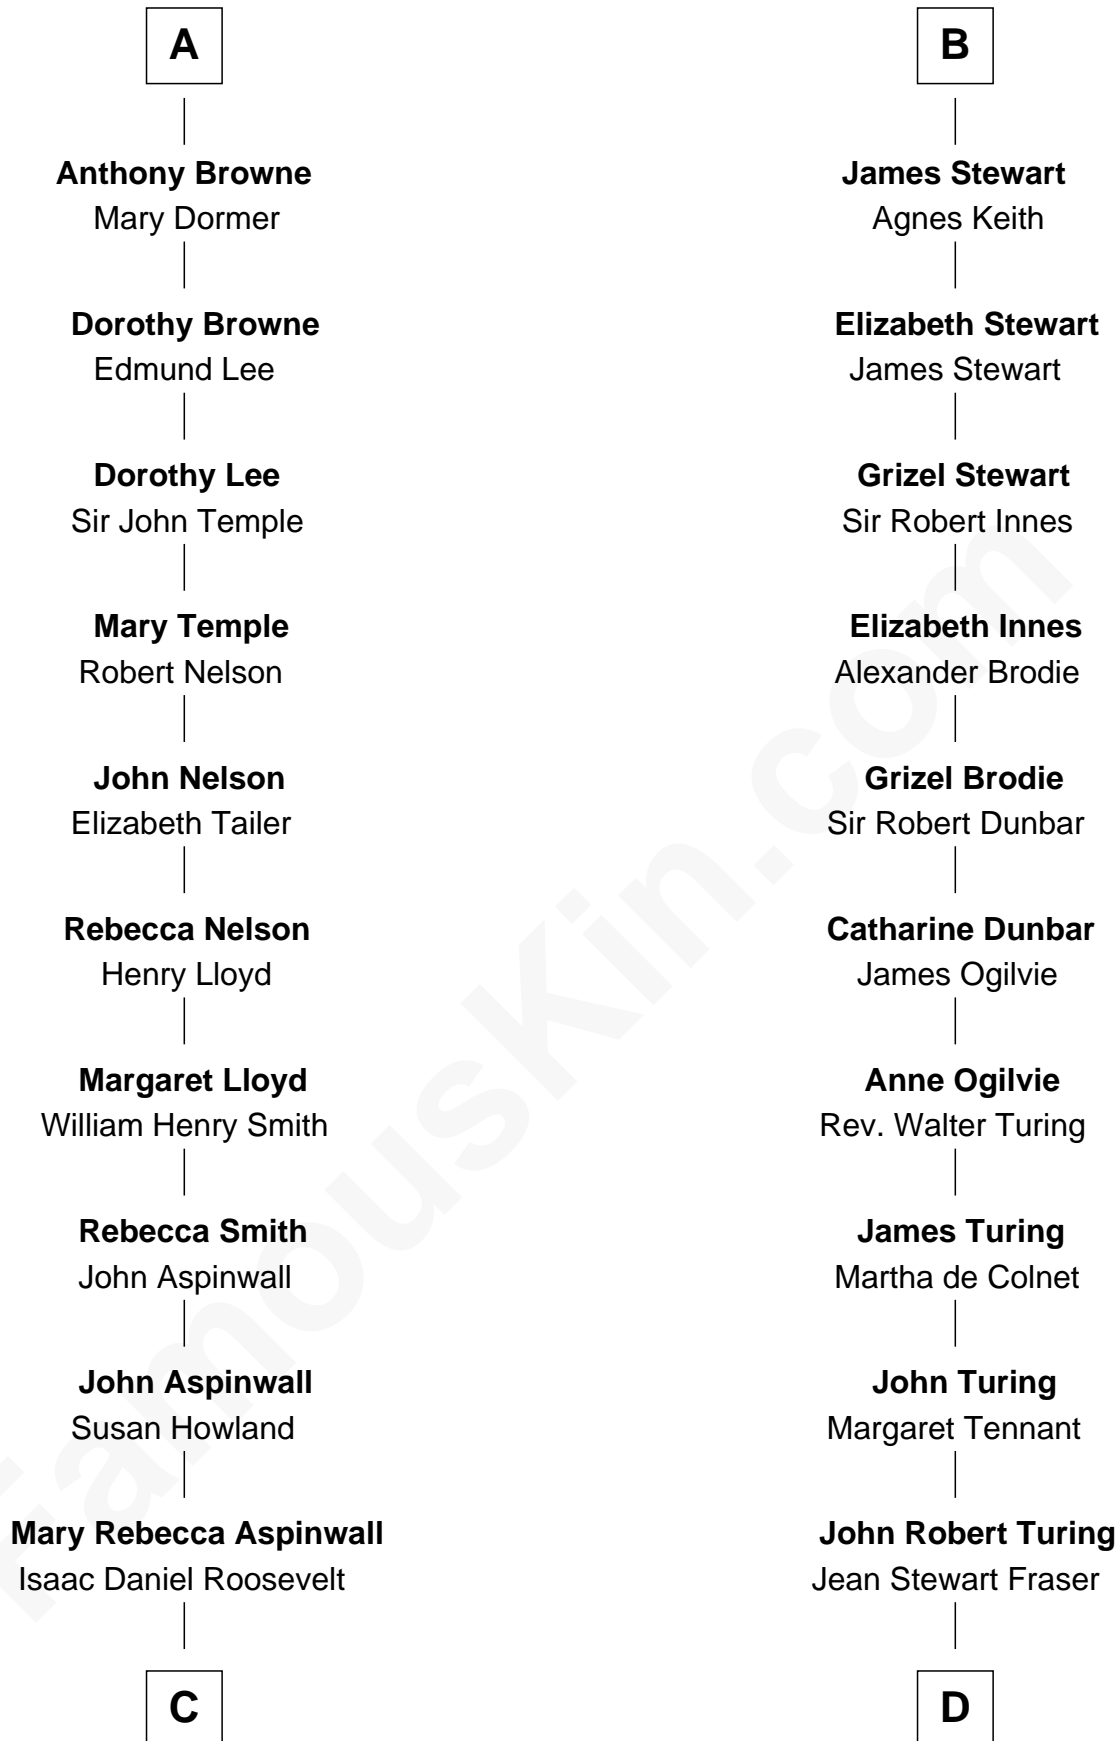 A
Anthony Browne
Mary Dormer
Dorothy Browne
Edmund Lee
Dorothy Lee
Sir John Temple
Mary Temple
Robert Nelson
John Nelson
Elizabeth Tailer
Rebecca Nelson
Henry Lloyd
Margaret Lloyd
William Henry Smith
Rebecca Smith
John Aspinwall
John Aspinwall
Susan Howland
Mary Rebecca Aspinwall
Isaac Daniel Roosevelt
C
B
James Stewart
Agnes Keith
Elizabeth Stewart
James Stewart
Grizel Stewart
Sir Robert Innes
Elizabeth Innes
Alexander Brodie
Grizel Brodie
Sir Robert Dunbar
Catharine Dunbar
James Ogilvie
Anne Ogilvie
Rev. Walter Turing
James Turing
Martha de Colnet
John Turing
Margaret Tennant
John Robert Turing
Jean Stewart Fraser
D
FamousKin.com